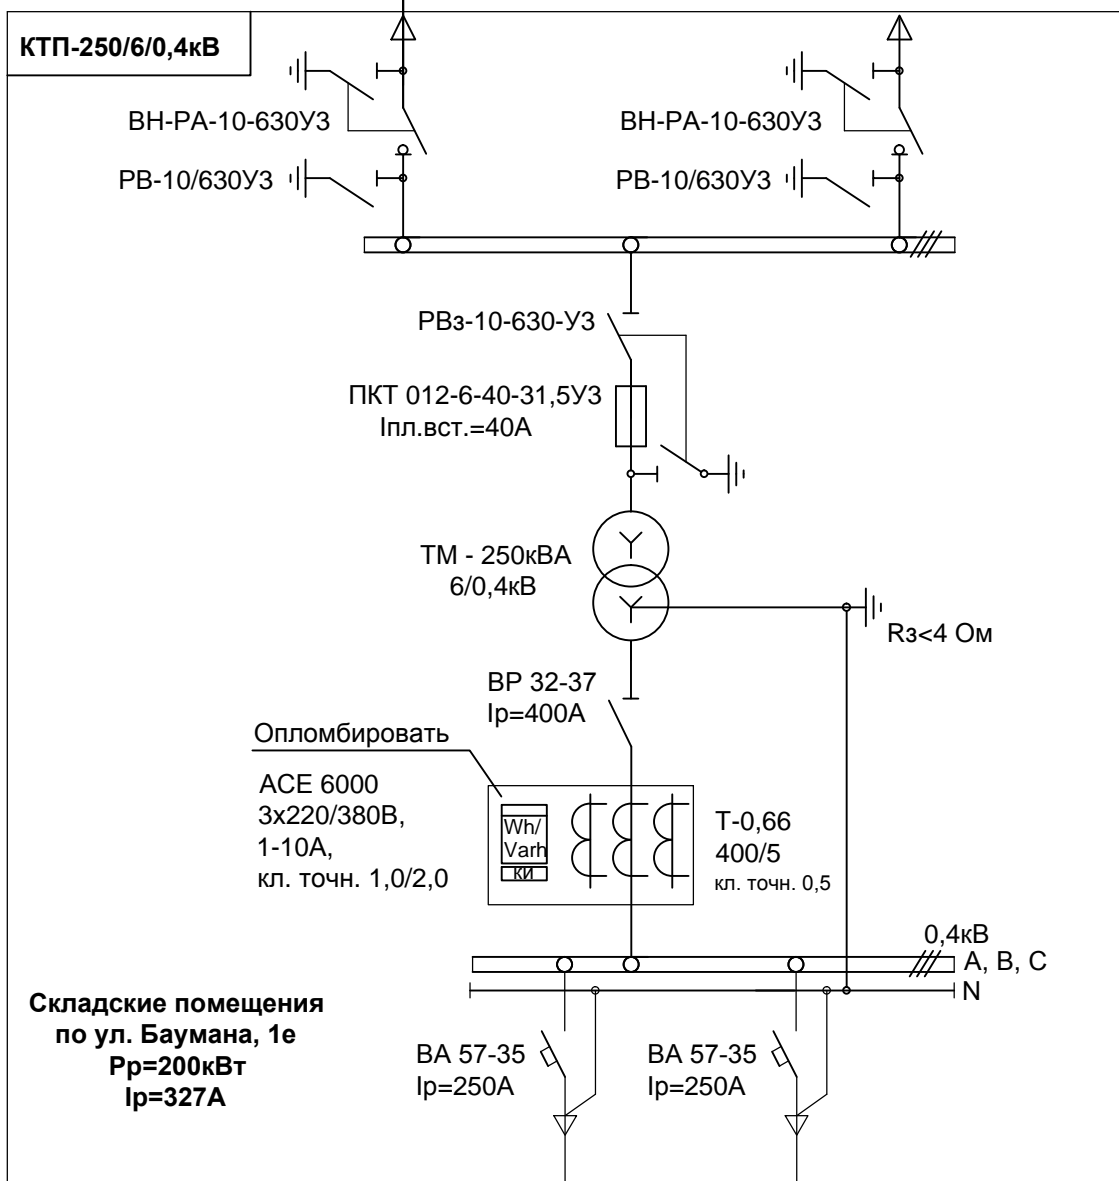 КТП-250/6/0,4кВ
ВН-РА-10-630У3
ВН-РА-10-630У3
РВ-10/630У3
РВ-10/630У3
РВз-10-630-У3
ПКТ 012-6-40-31,5У3
Iпл.вст.=40А
ТМ - 250кВА
6/0,4кВ
Rз<4 Ом
ВР 32-37
Iр=400А
Опломбировать
АСЕ 6000
3х220/380В,
1-10А,
кл. точн. 1,0/2,0
Wh/
Varh
КИ
Т-0,66
400/5
кл. точн. 0,5
0,4кВ
А, В, С
N
Складские помещения
по ул. Баумана, 1е
Рр=200кВт
Iр=327А
ВА 57-35
Iр=250А
ВА 57-35
Iр=250А